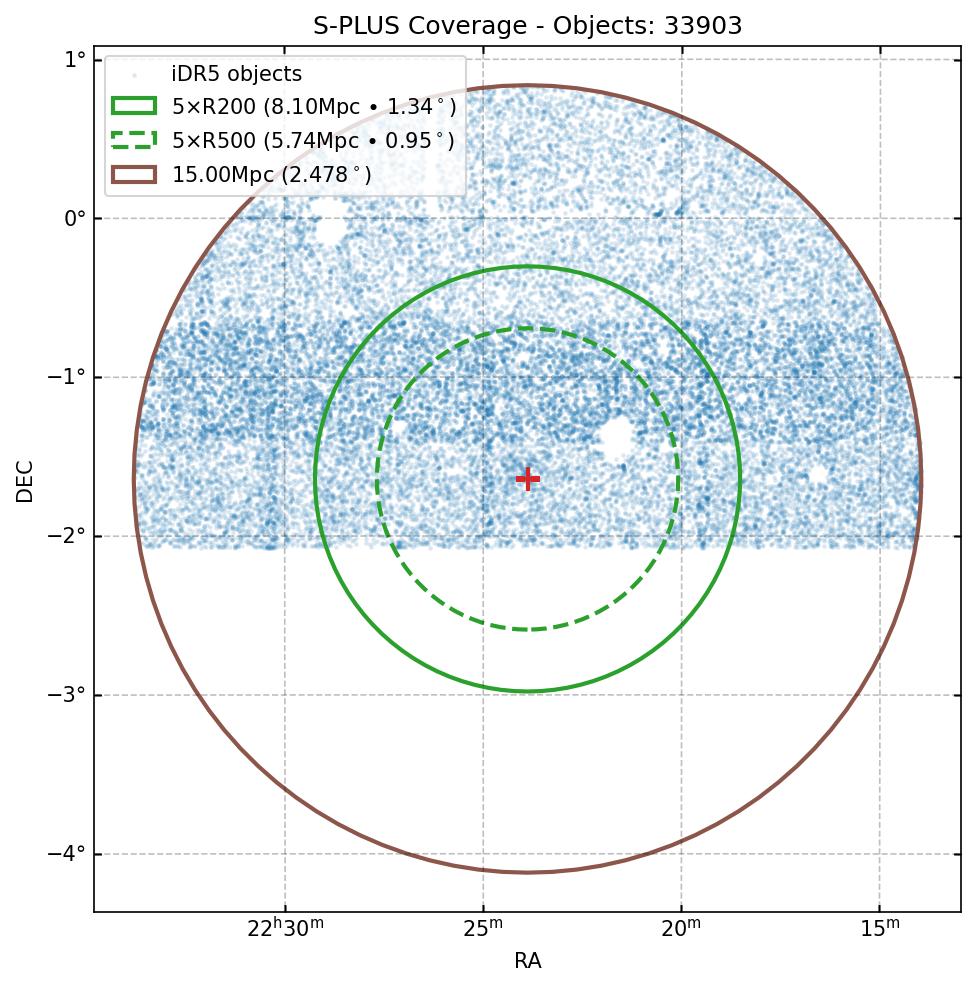 S-PLUS Coverage - Objects: 33903
iDR5 objects
5×R200 (8.10Mpc • 1.34°)
5×R500 (5.74Mpc • 0.95°)
15.00Mpc (2.478°)
1°
0°
−1°
−2°
−3°
−4°
DEC
22ʰ30ᵐ
25ᵐ
20ᵐ
15ᵐ
RA